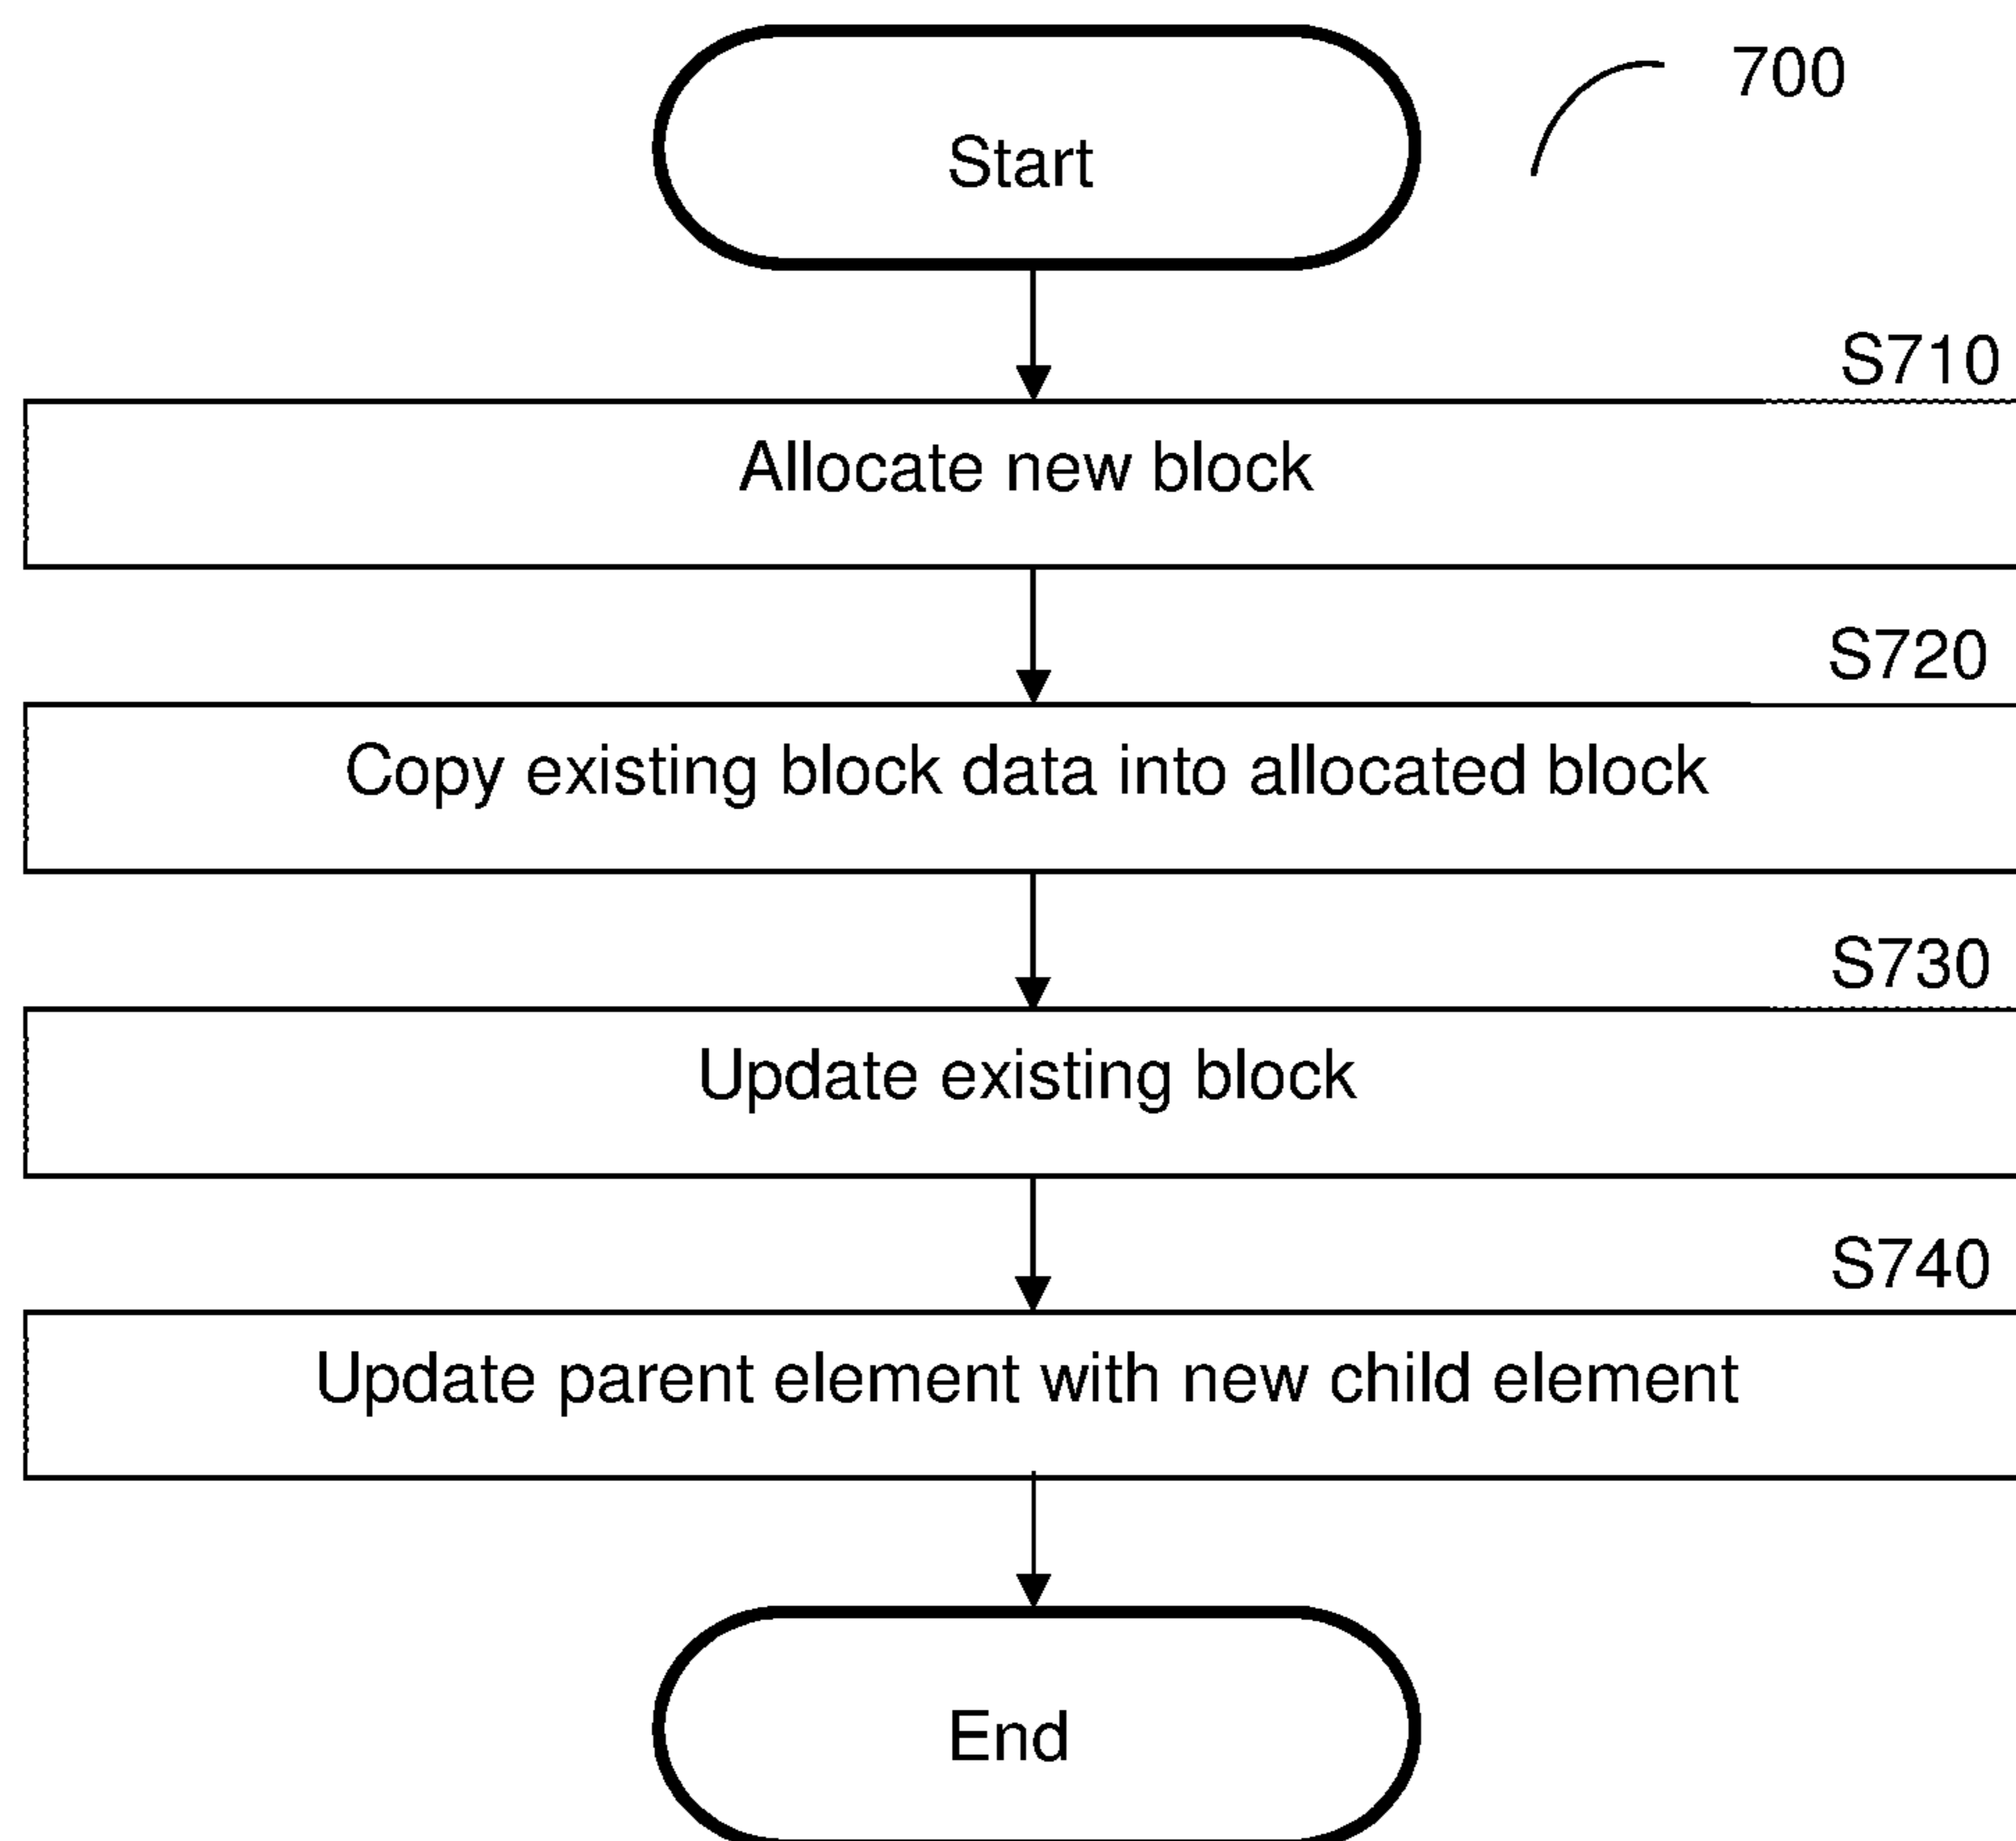 700
Start
S710
Allocate new block
S720
Copy existing block data into allocated block
S730
Update existing block
S740
Update parent element with new child element
End